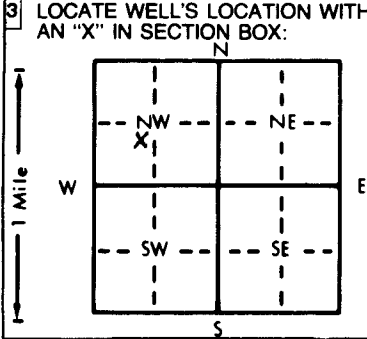 3 LOCATE WELL'S LOCATION WITH
AN "X" IN SECTION BOX:
N
NW NE
X
1 Mile
W E
SW SE
S